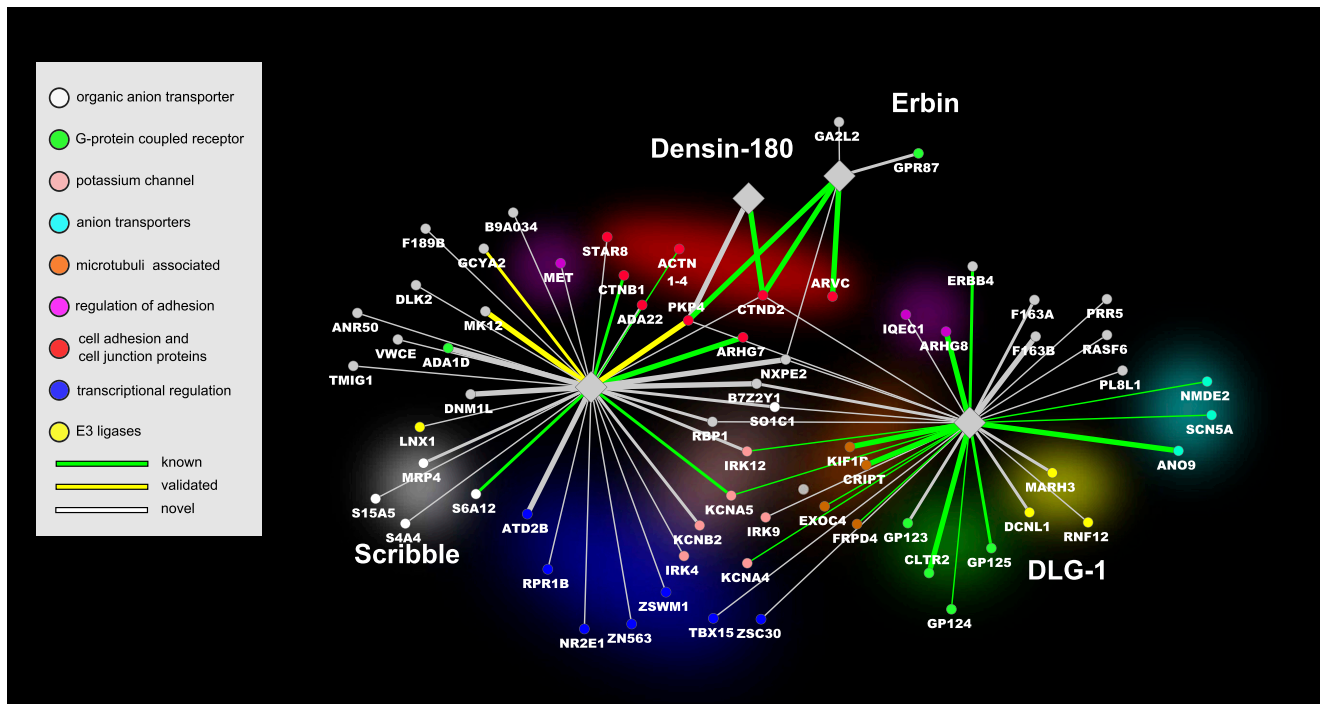 organic anion transporter
G-protein coupled receptor
potassium channel
anion transporters
microtubuli associated
regulation of adhesion
cell adhesion and
cell junction proteins
transcriptional regulation
E3 ligases
known
validated
novel
Erbin
Densin-180
GA2L2
GPR87
B9A034
F189B
GCYA2
STAR8
ACTN
1-4
MET
CTNB1
DLK2
ADA22
PKP4
CTND2
ARVC
ERBB4
ANR50
MK12
IQEC1
ARHG8
F163A
PRR5
VWCE
ADA1D
ARHG7
F163B
RASF6
TMIG1
NXPE2
PL8L1
DNM1L
B7Z2Y1
SO1C1
NMDE2
LNX1
RBP1
SCN5A
MRP4
IRK12
KIF1B
CRIPT
ANO9
MARH3
S15A5
S6A12
KCNA5
EXOC4
DCNL1
ATD2B
IRK9
FRPD4
GP123
RNF12
S4A4
KCNB2
Scribble
IRK4
KCNA4
CLTR2
GP125
DLG-1
RPR1B
ZSWM1
GP124
NR2E1
ZN563
TBX15
ZSC30